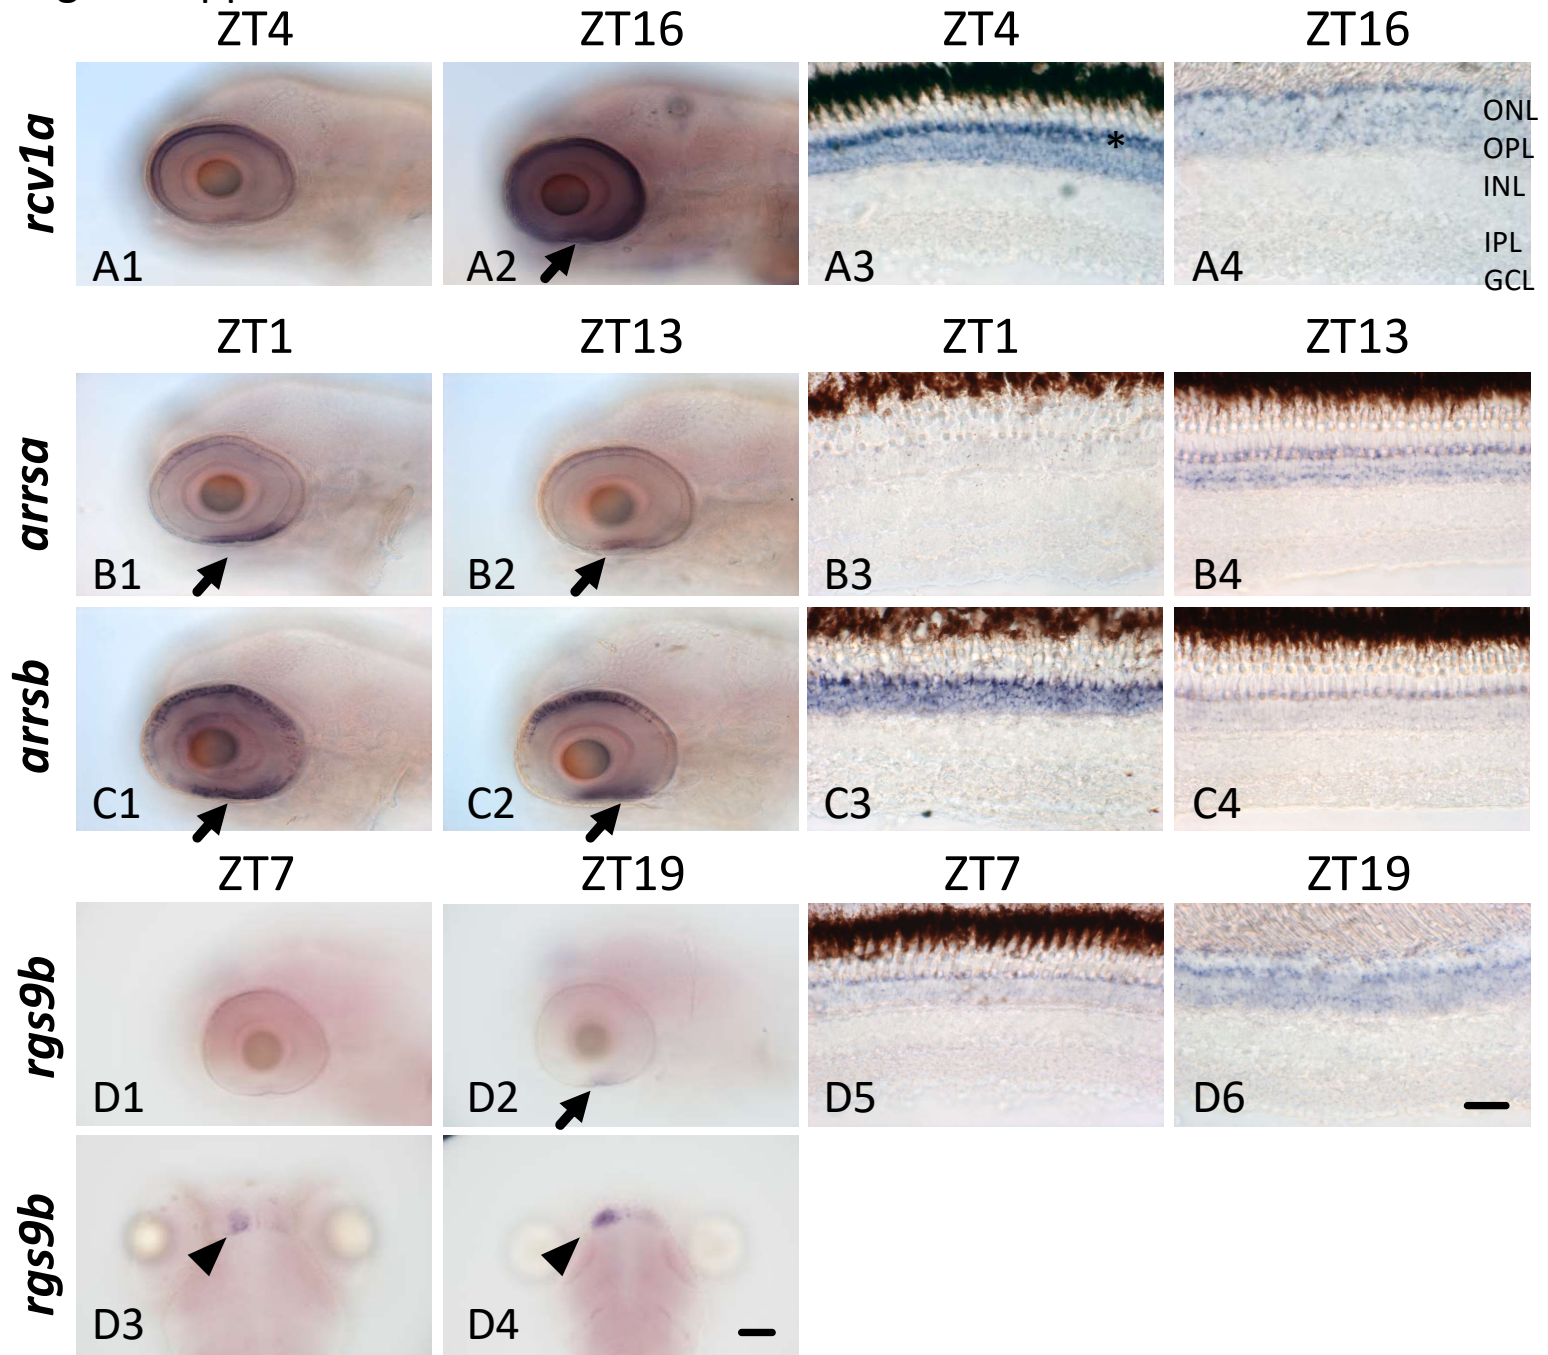 ZT4 ZT16 ZT4 ZT16
rcv1a
A1 A2 A3 * A4
ONL
OPL
INL
IPL
GCL
ZT1 ZT13 ZT1 ZT13
arrsa
B1 B2 B3 B4
arrsb
C1 C2 C3 C4
ZT7 ZT19 ZT7 ZT19
rgs9b
D1 D2 D5 D6
rgs9b
D3 D4